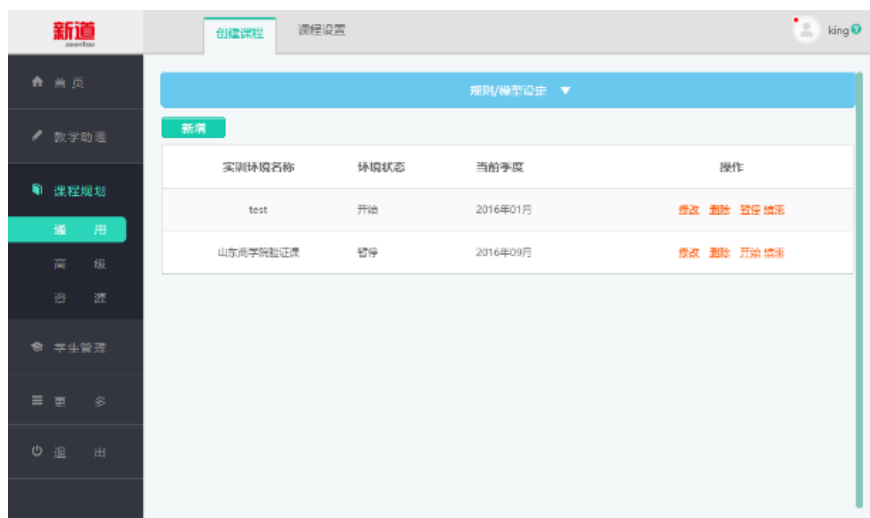 新道
创建课程 课程设置 king
首页
教学助理
课程规划
通 用
高 级
资 源
学生管理
更 多
退 出
规则/模型设定 ▼
新增
实训环境名称 环境状态 当前季度 操作
test 开始 2016年01月 修改 删除 暂停 结束
山东商学院验证课 暂停 2016年09月 修改 删除 开始 结束